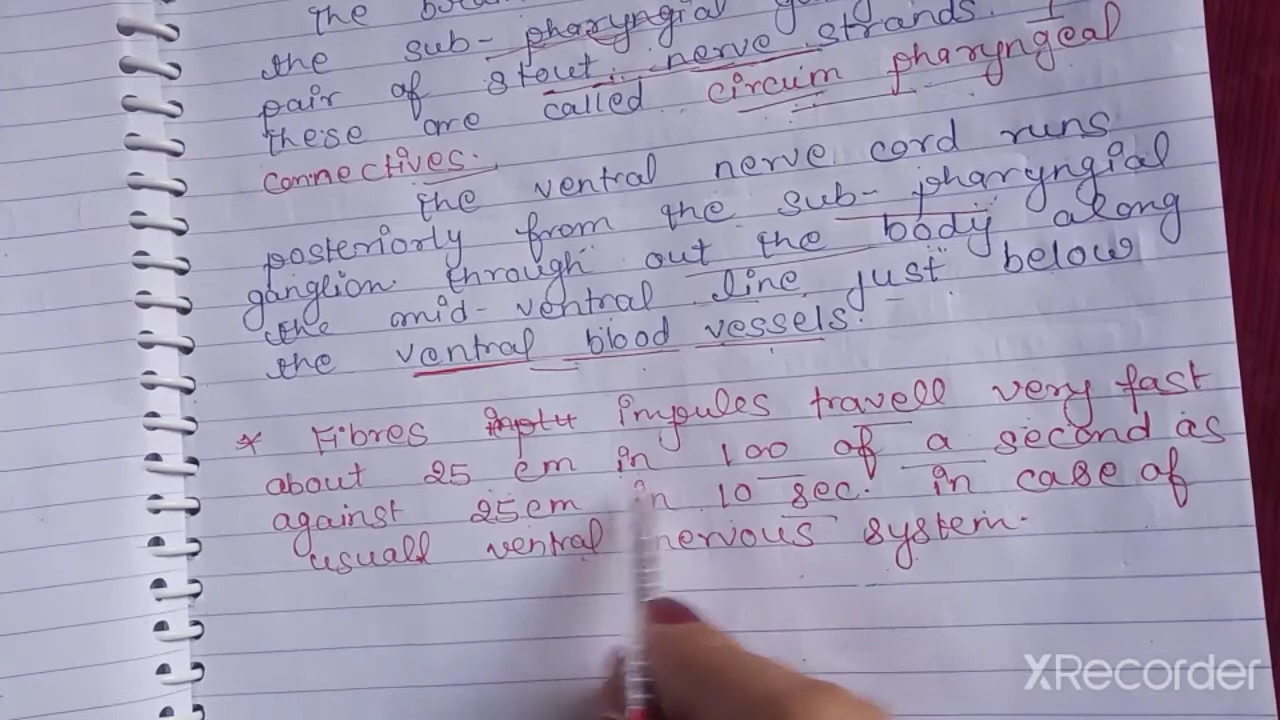 the
the sub- pharyngial
pair of stout nerve strands.
these are called circum pharyngeal
connectives.
the ventral nerve cord runs
posteriorly from the sub- pharyngial
ganglion through out the body along
the mid- ventral line just below
the ventral blood vessels.
* Fibres impules travell very fast
about 25 cm in 100 of a second as
against 25cm in 10 sec. in case of
usuall ventral nervous system.
XRecorder